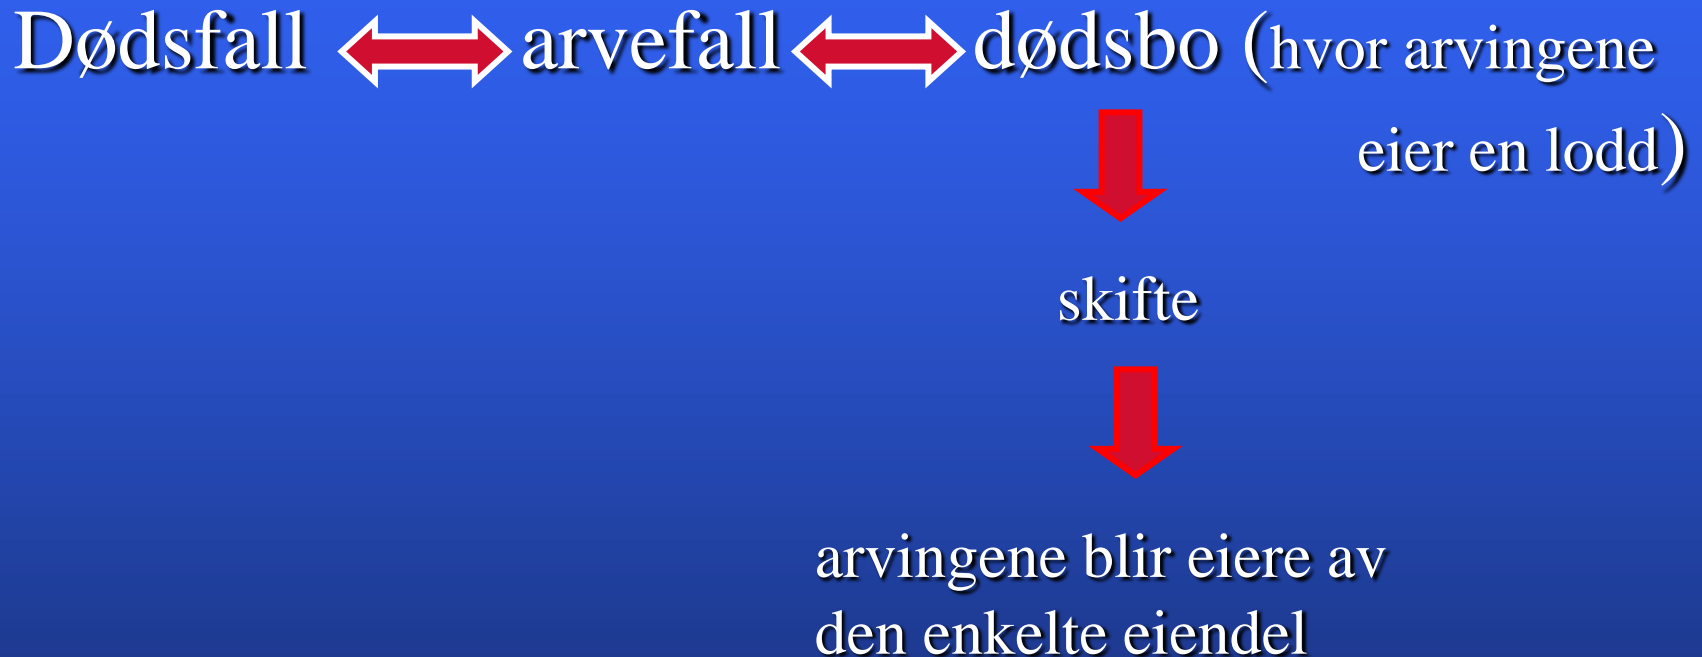 Dødsfall arvefall dødsbo (hvor arvingene
eier en lodd)
skifte
arvingene blir eiere av
den enkelte eiendel